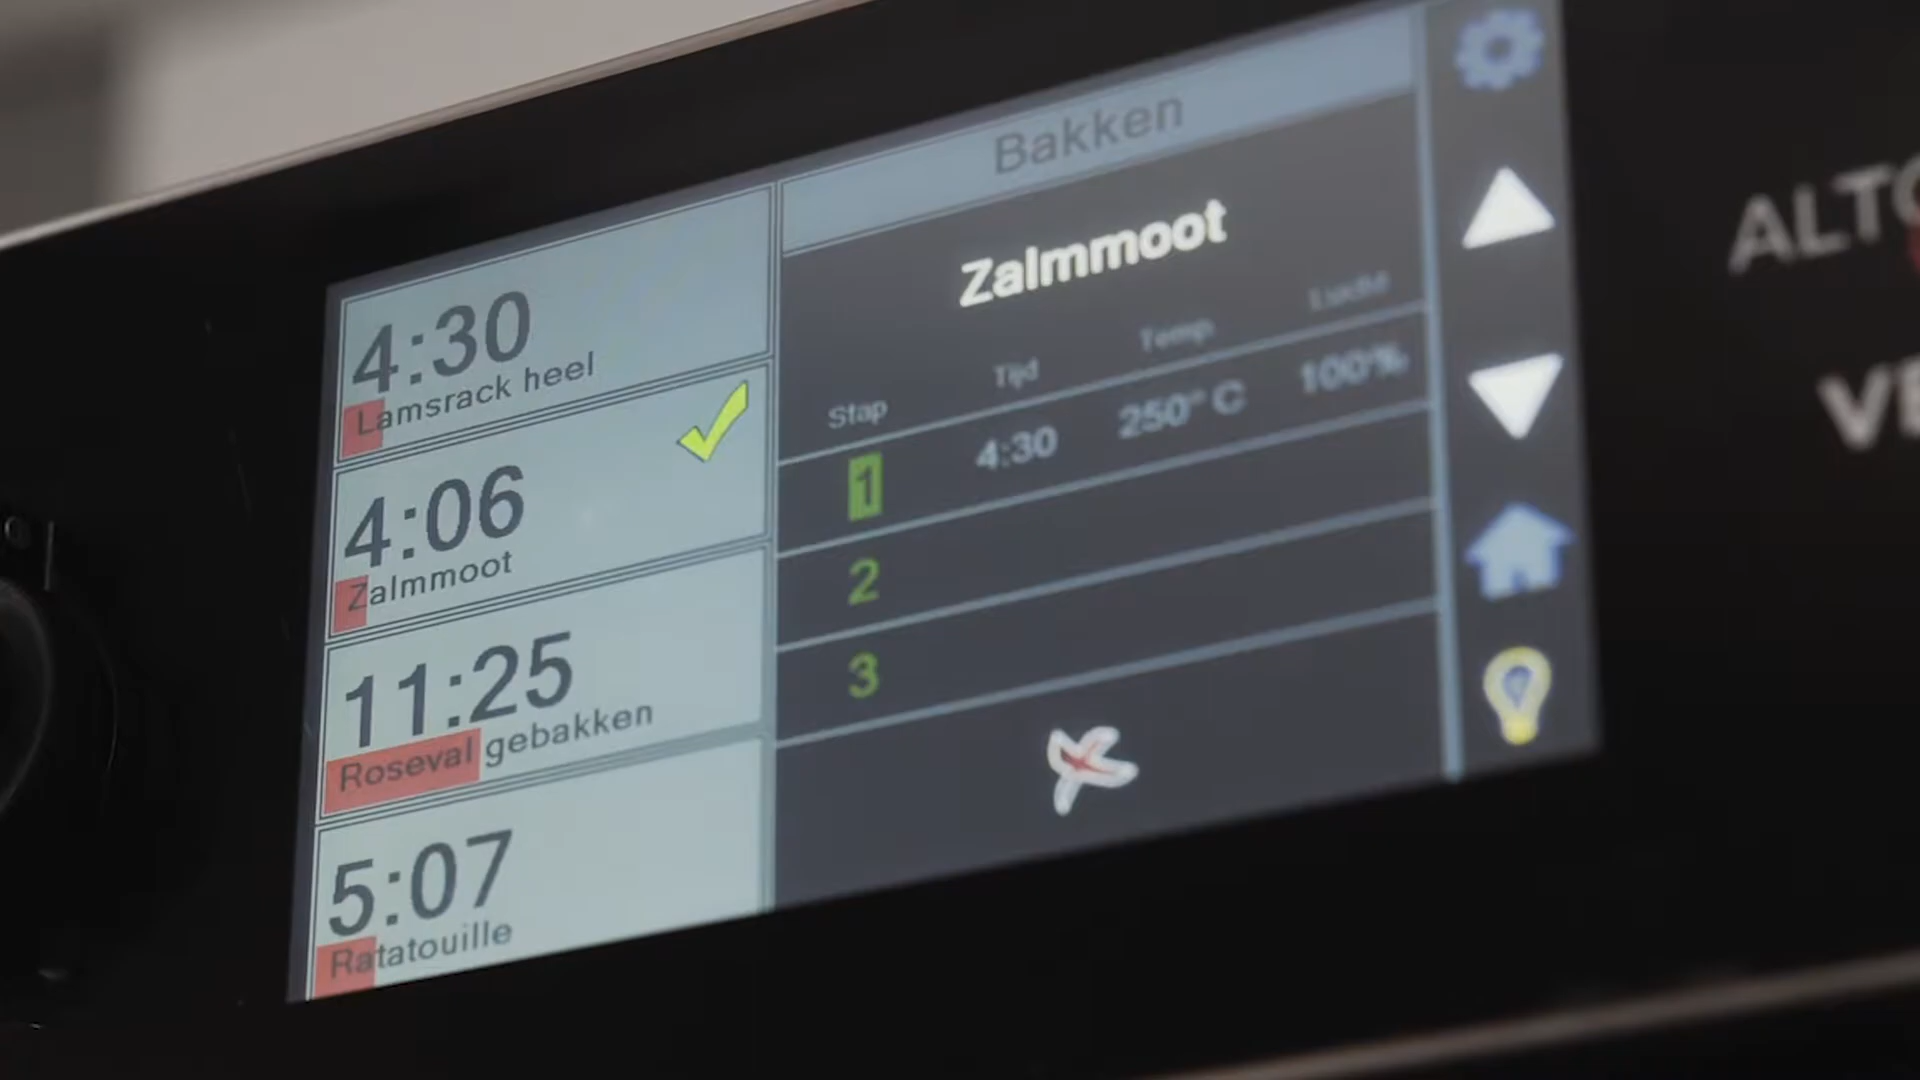 4:30
Lamsrack heel
4:06
Zalmmoot
11:25
Roseval gebakken
5:07
Ratatouille
Bakken
Zalmmoot
Stap Tijd Temp. Lucht
1 4:30 250° C 100%
2
3